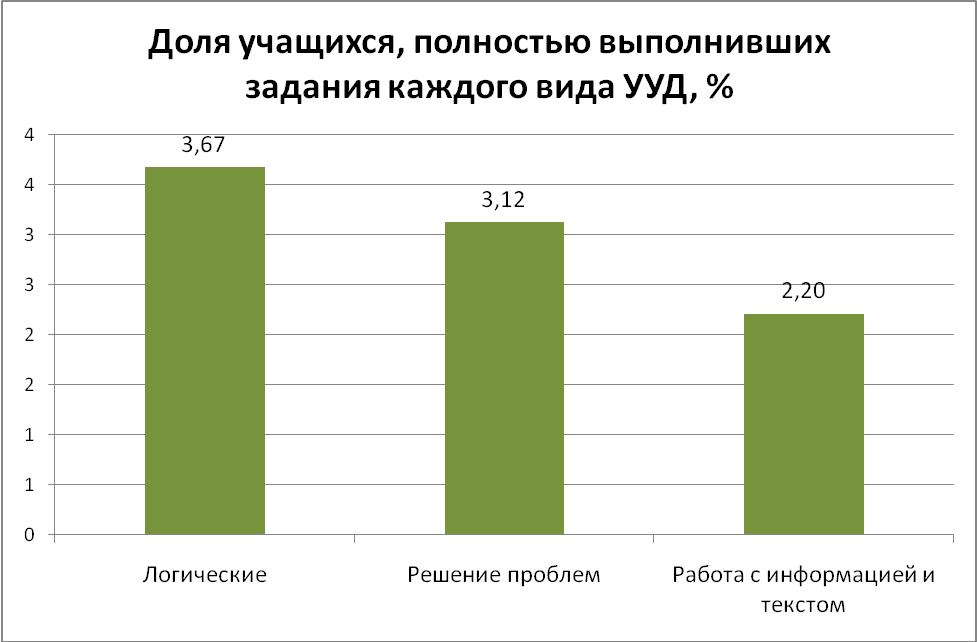 Доля учащихся, полностью выполнивших
задания каждого вида УУД, %
4
4
3
3
2
2
1
1
0
3,67
3,12
2,20
Логические
Решение проблем
Работа с информацией и
текстом